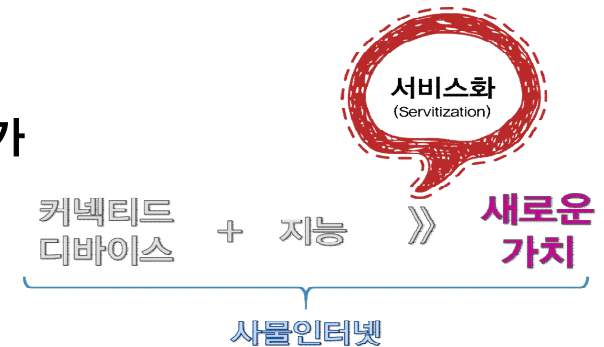 서비스화
(Servitization)
가
커넥티드
디바이스
+ 지능 》
새로운
가치
사물인터넷